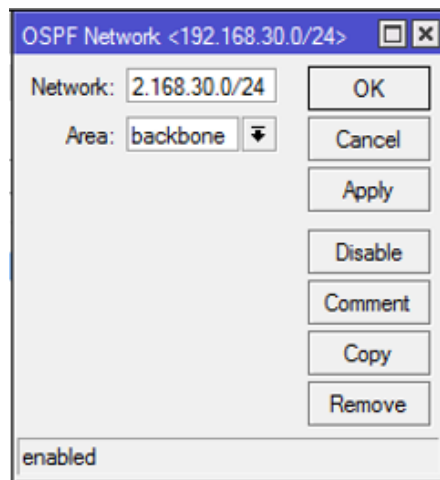 OSPF Network <192.168.30.0/24>
Network: 2.168.30.0/24
OK
Area: backbone
Cancel
Apply
Disable
Comment
Copy
Remove
enabled